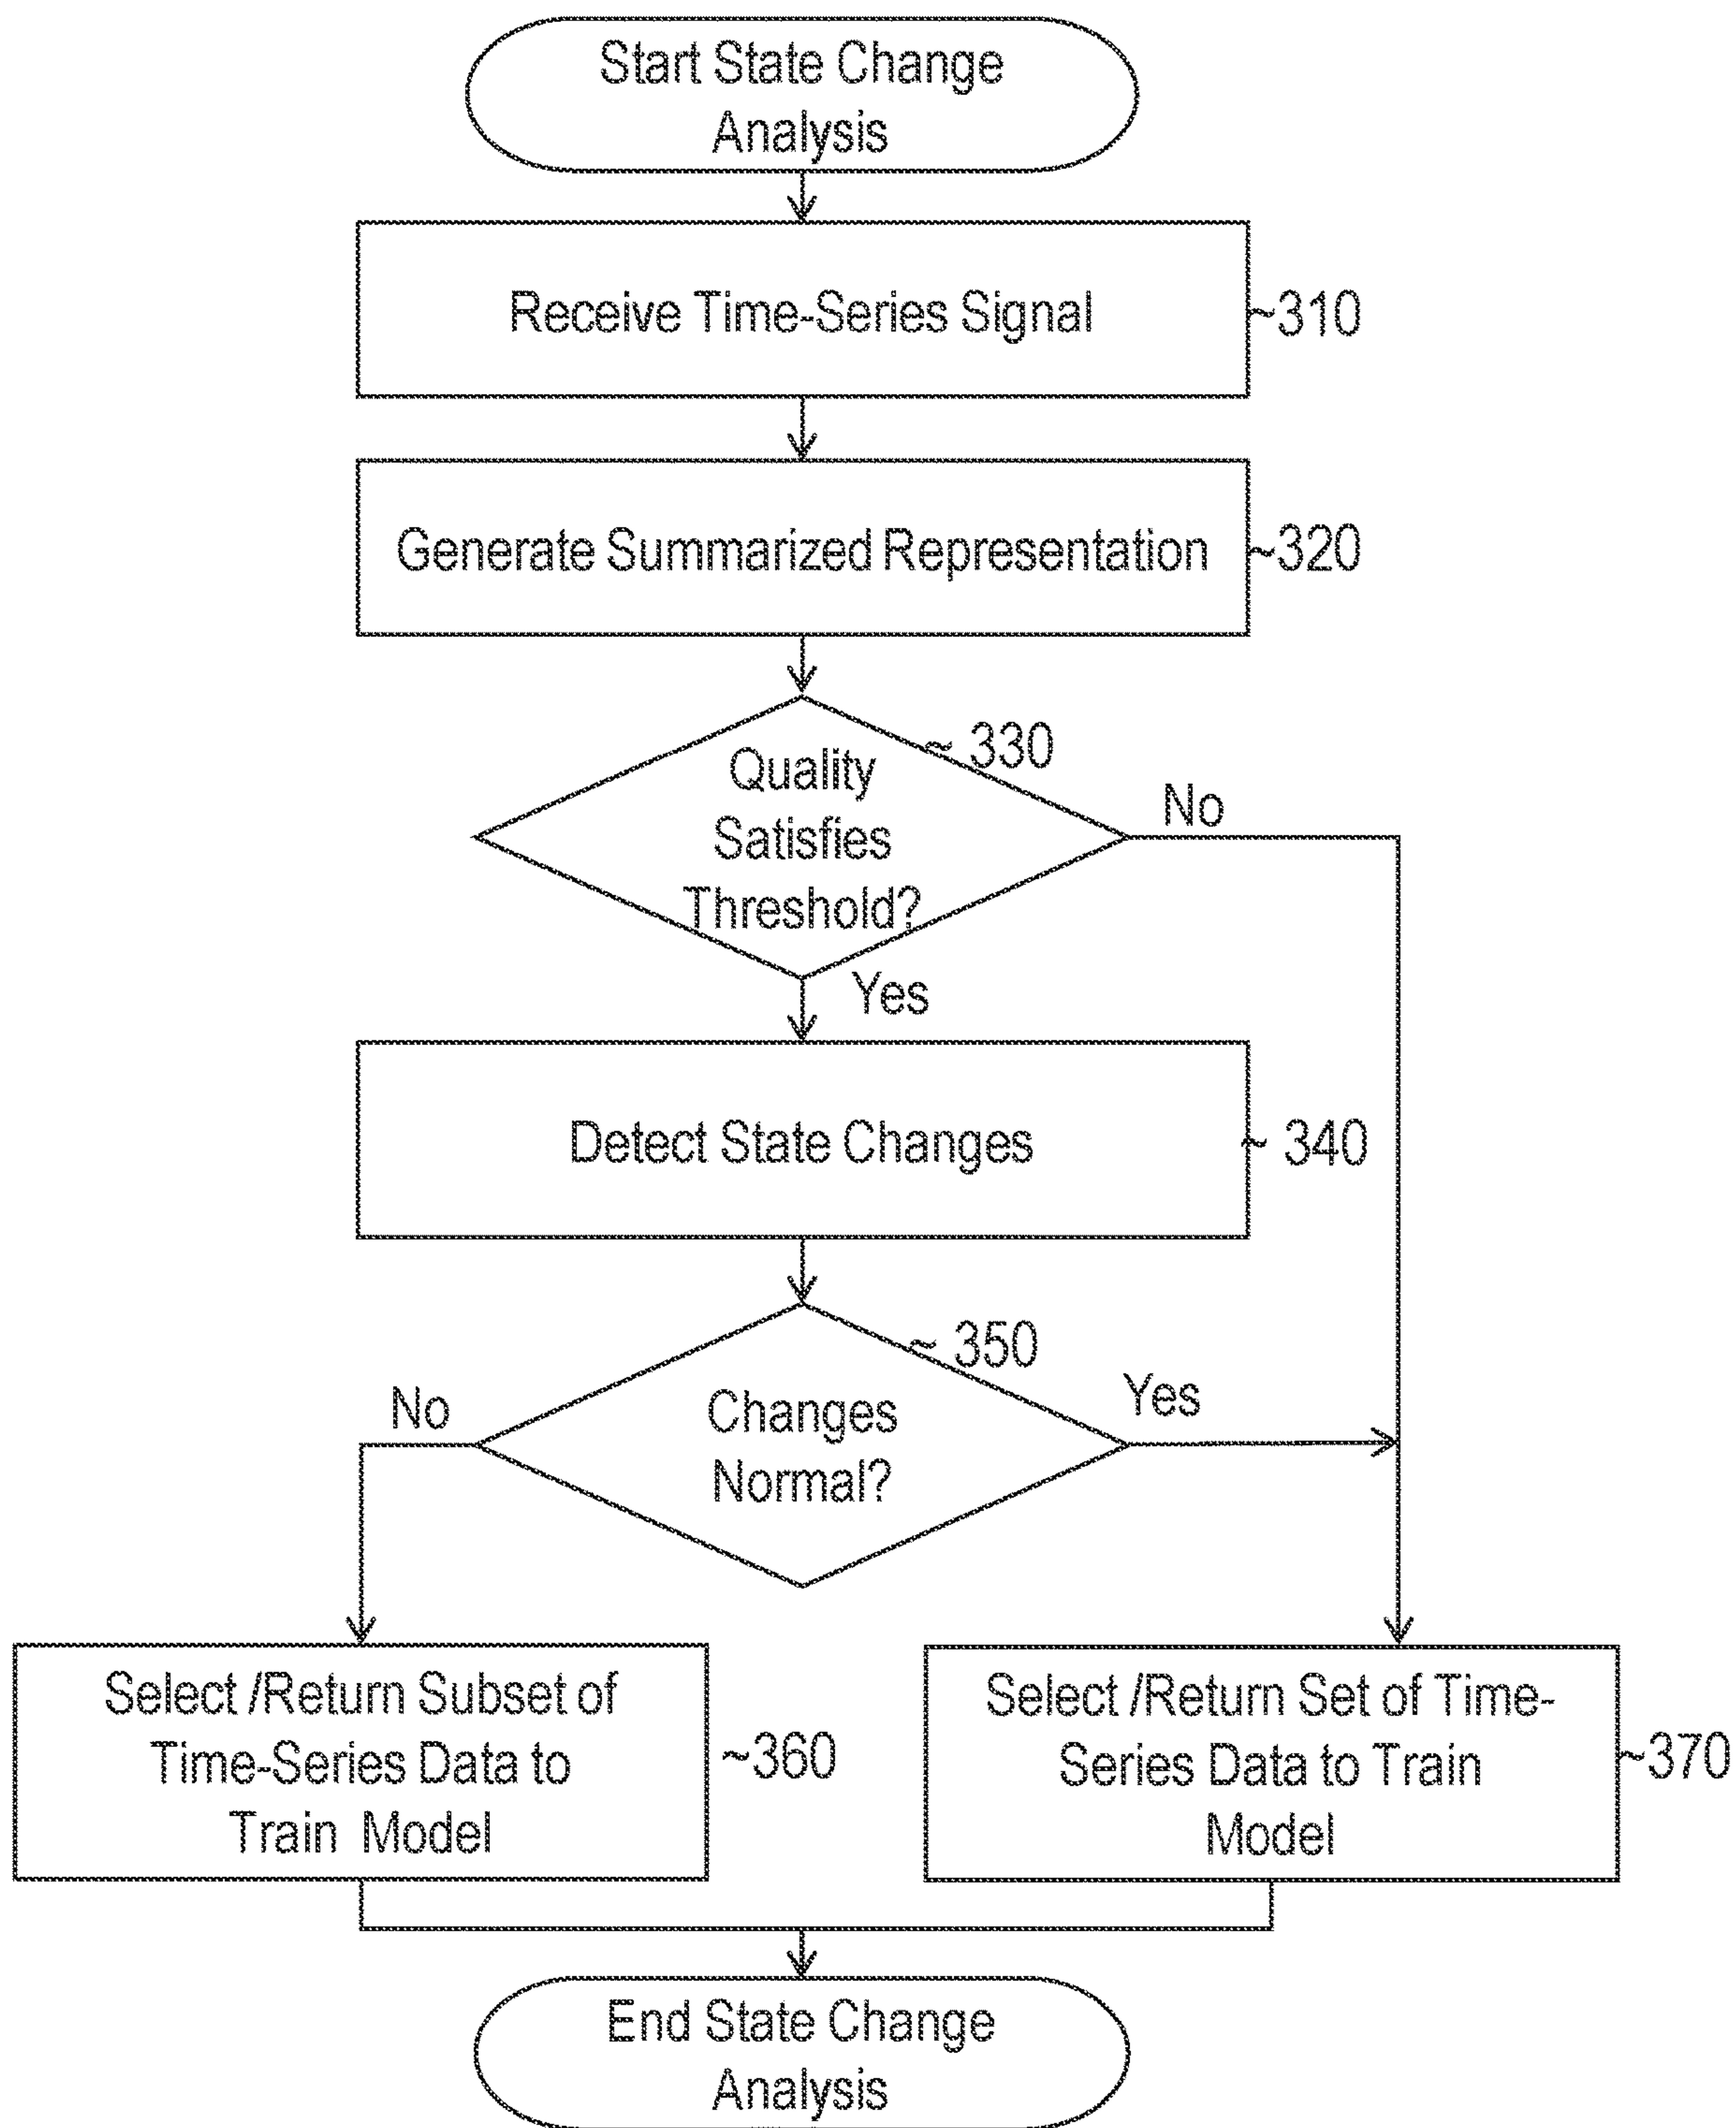 Start State Change
Analysis
Receive Time-Series Signal
~310
Generate Summarized Representation
~320
~ 330
Quality
Satisfies
Threshold?
No
Yes
Detect State Changes
~ 340
~ 350
No
Changes
Normal?
Yes
Select /Return Subset of
Time-Series Data to
Train Model
~360
Select /Return Set of Time-
Series Data to Train
Model
~370
End State Change
Analysis